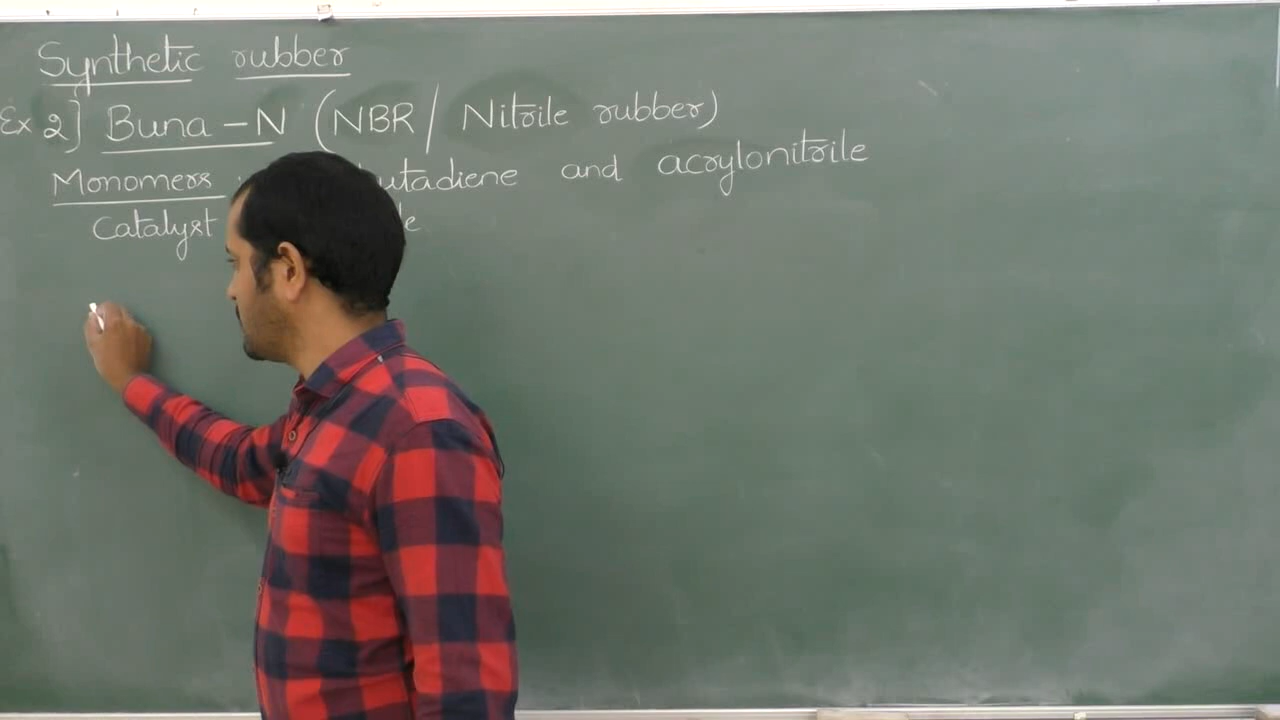 Synthetic rubber
Ex 2] Buna - N (NBR / Nitrile rubber)
Monomers utadiene and acrylonitrile
Catalyst